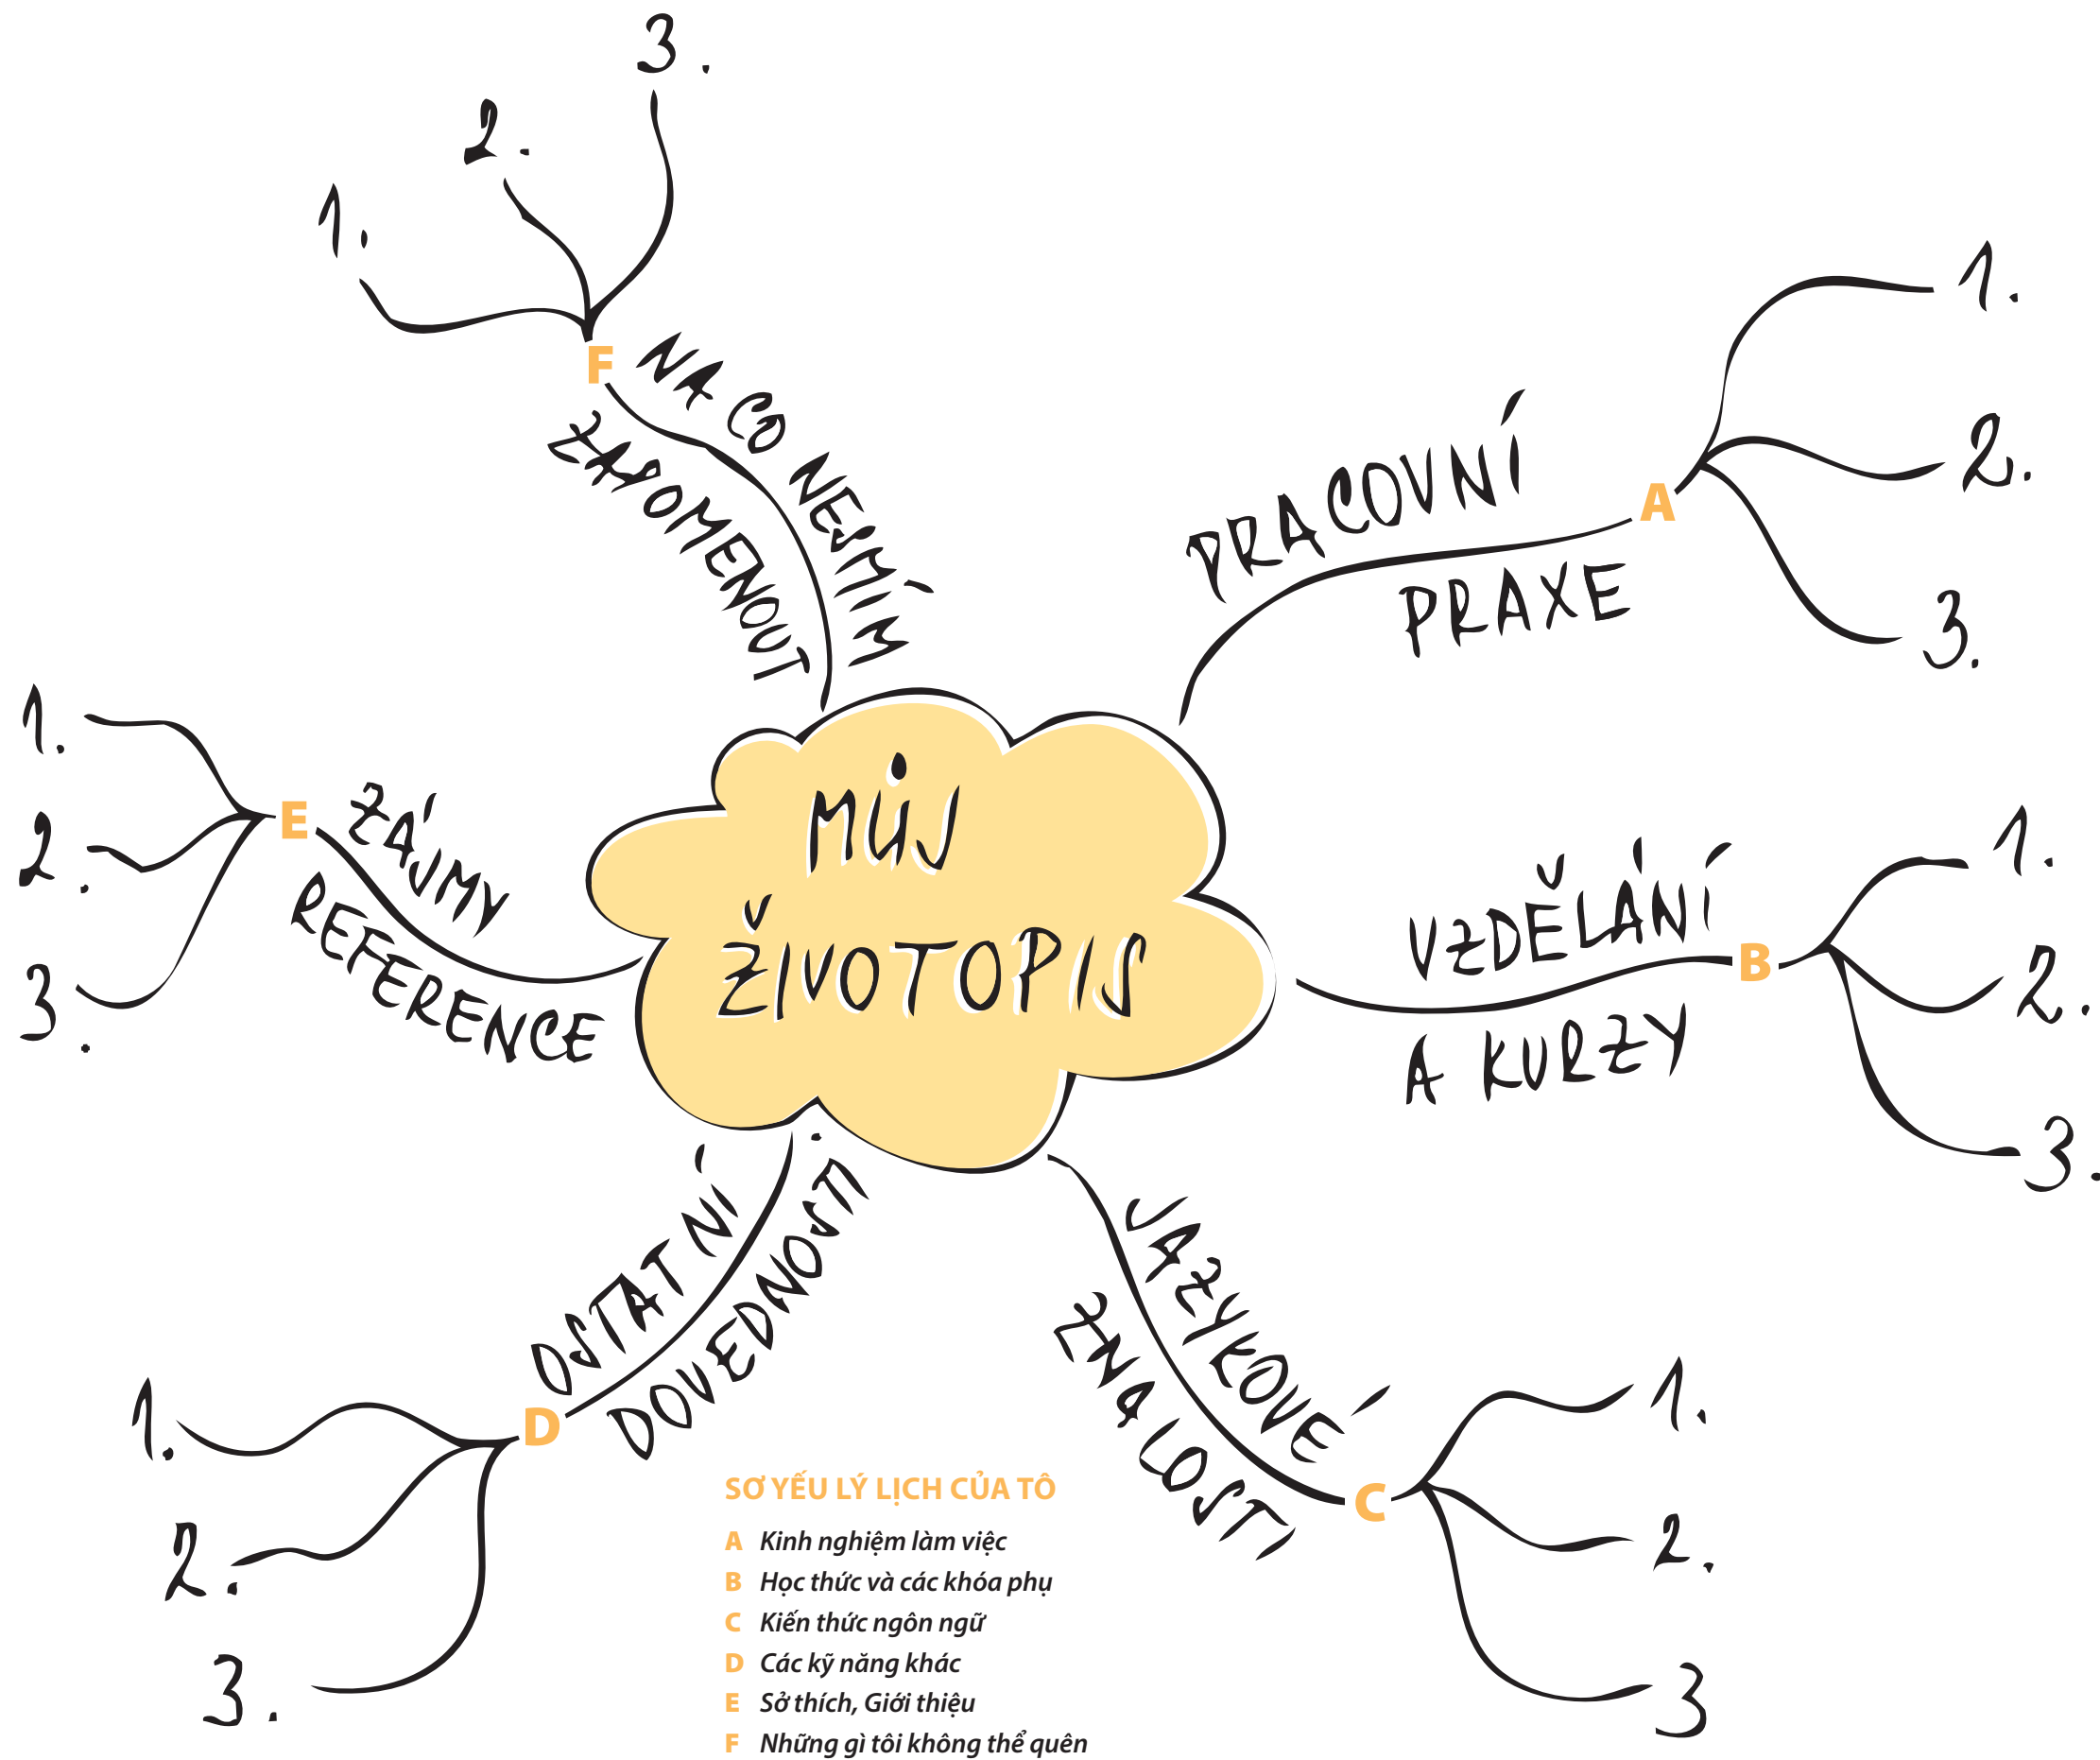 MŮJ
ŽIVOTOPIS
PRACOVNÍ
PRAXE
A
1.
2.
3.
VZDĚLÁNÍ
A KURZY
B
1.
2.
3.
JAZYKOVÉ
ZNALOSTI
C
1.
2.
3
OSTATNÍ
DOVEDNOSTI
D
1.
2.
3.
ZÁJMY
REFERENCE
E
1.
2.
3.
NA CO NESMÍM
ZAPOMENOUT
F
1.
2.
3.
SƠ YẾU LÝ LỊCH CỦA TÔ
A Kinh nghiệm làm việc
B Học thức và các khóa phụ
C Kiến thức ngôn ngữ
D Các kỹ năng khác
E Sở thích, Giới thiệu
F Những gì tôi không thể quên